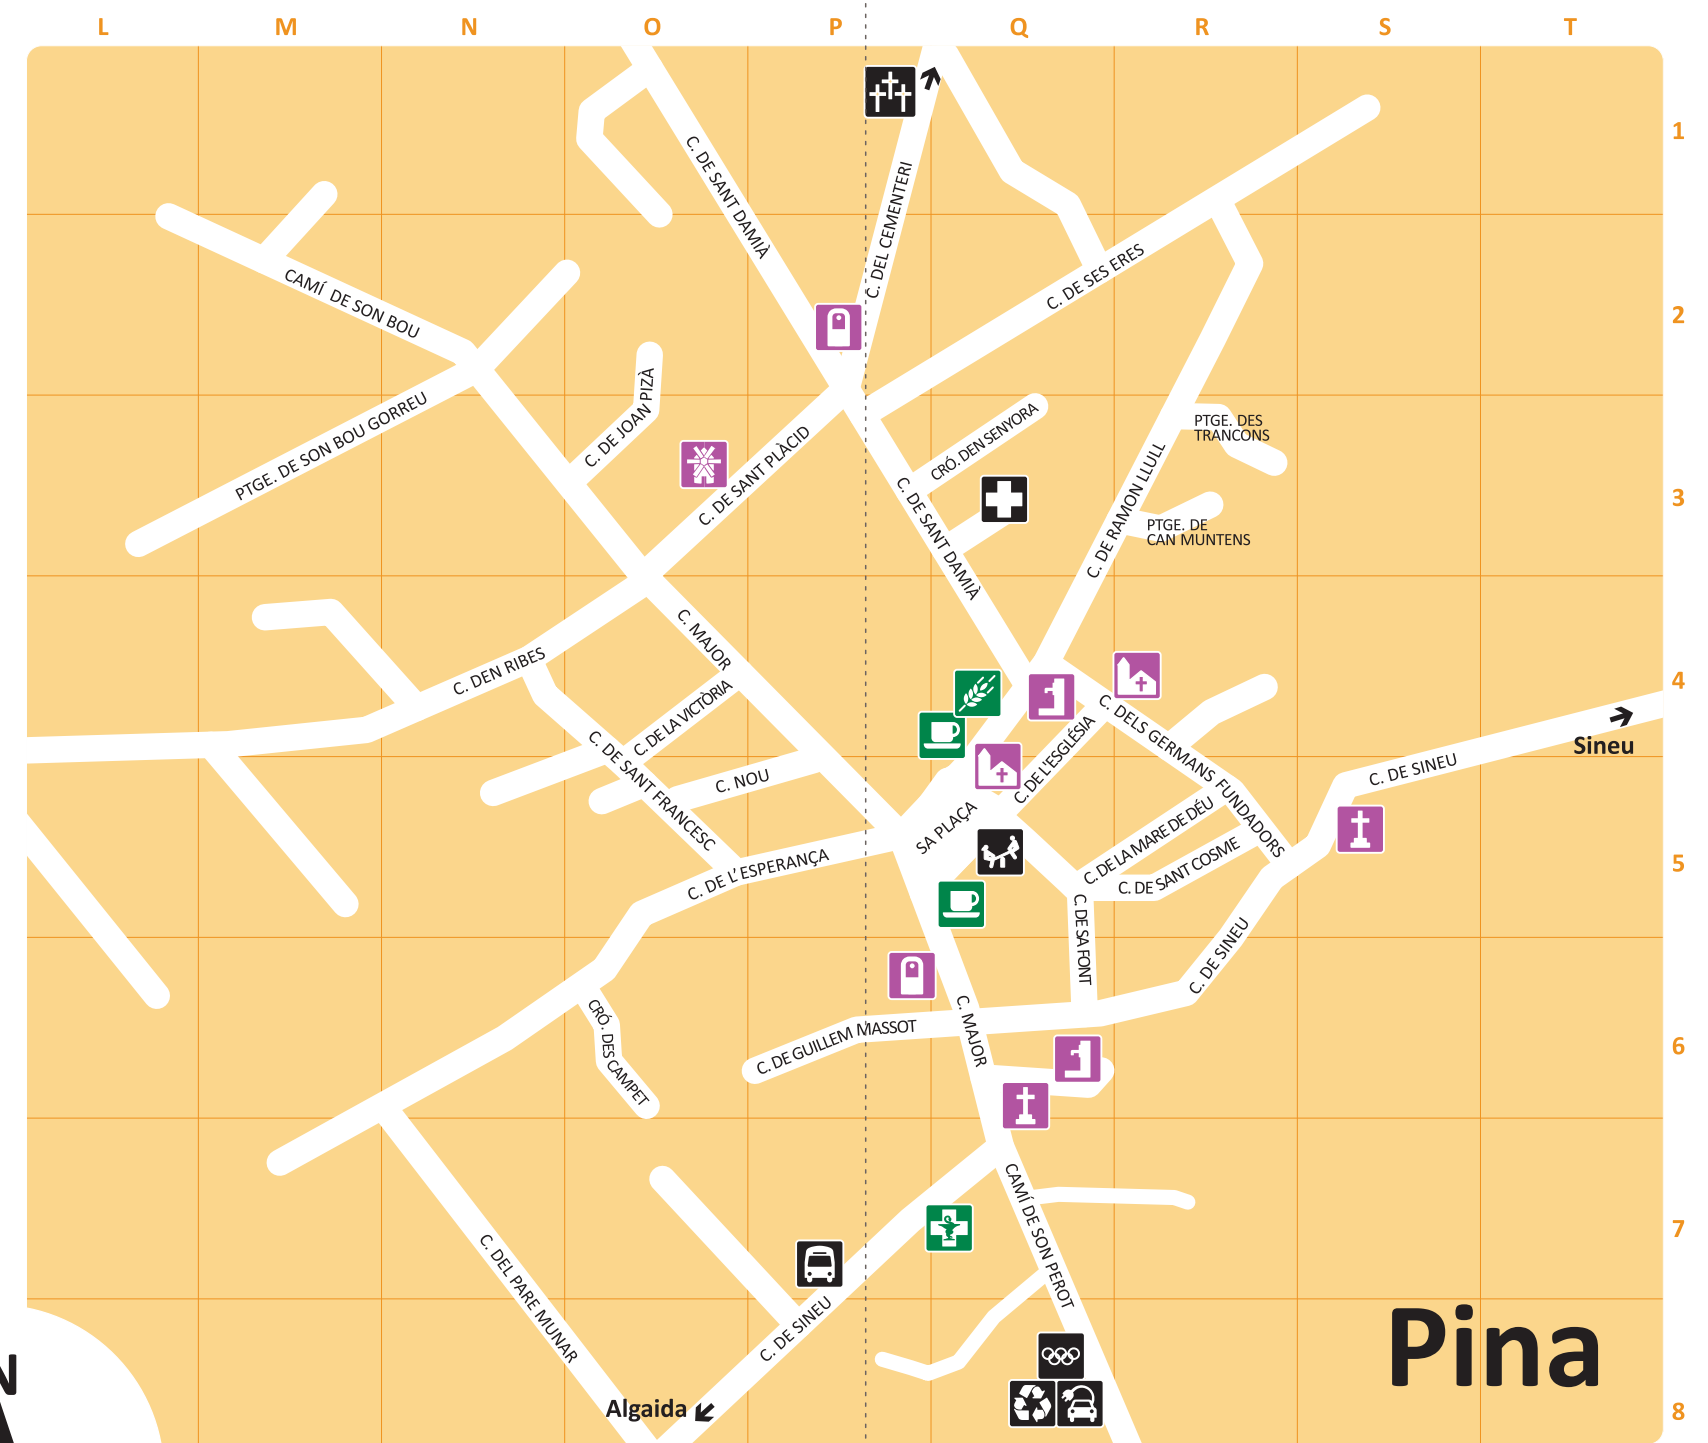 L M N O P Q R S T
1
C. DE SANT DAMIÀ
C. DEL CEMENTERI
2
CAMÍ DE SON BOU
C. DE SES ERES
C. DE JOAN PIZÀ
PTGE. DE SON BOU GORREU
C. DE SANT PLÀCID
CRÓ. DEN SENYORA
PTGE. DES
TRANCONS
3
C. DE SANT DAMIÀ
C. DE RAMON LLULL
PTGE. DE
CAN MUNTENS
C. MAJOR
C. DEN RIBES
4
C. DE LA VICTÒRIA
C. DE SANT FRANCESC
C. NOU
C. DE L'ESGLÉSIA
C. DELS GERMANS FUNDADORS
Sineu
C. DE SINEU
SA PLAÇA
C. DE LA MARE DE DÉU
C. DE SANT COSME
5
C. DE L'ESPERANÇA
C. DE SA FONT
C. DE SINEU
CRÓ. DES CAMPET
C. DE GUILLEM MASSOT
C. MAJOR
6
CAMÍ DE SON PEROT
7
C. DEL PARE MUNAR
C. DE SINEU
Pina
N
Algaida
8